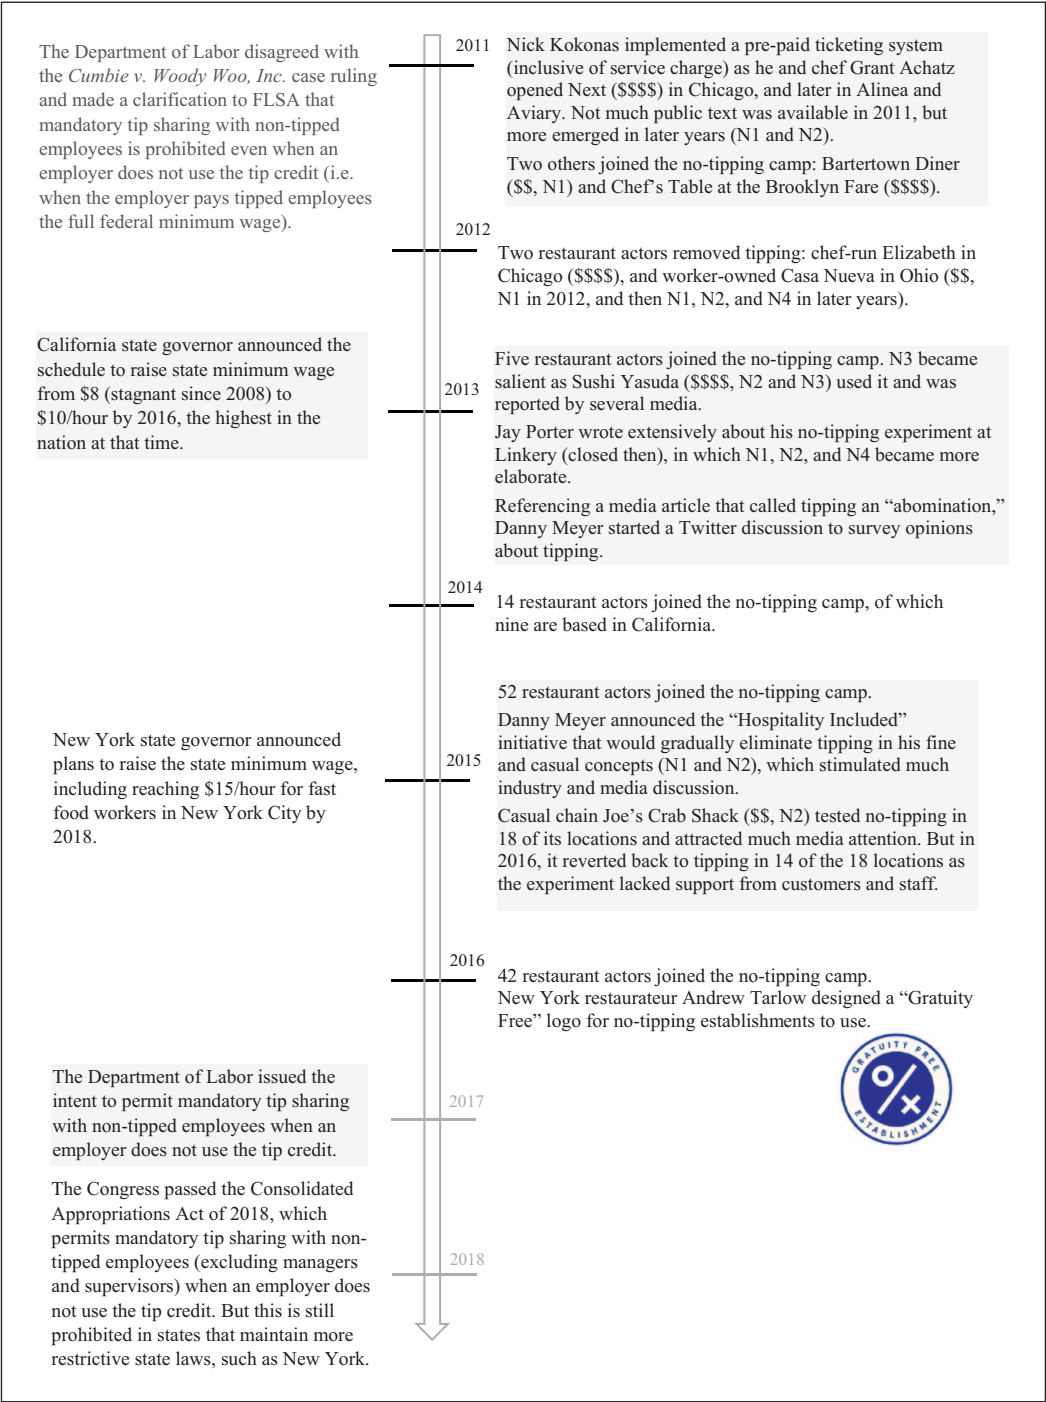 The Department of Labor disagreed with
the Cumbie v. Woody Woo, Inc. case ruling
and made a clarification to FLSA that
mandatory tip sharing with non-tipped
employees is prohibited even when an
employer does not use the tip credit (i.e.
when the employer pays tipped employees
the full federal minimum wage).
2011
Nick Kokonas implemented a pre-paid ticketing system
(inclusive of service charge) as he and chef Grant Achatz
opened Next ($$$$) in Chicago, and later in Alinea and
Aviary. Not much public text was available in 2011, but
more emerged in later years (N1 and N2).
Two others joined the no-tipping camp: Bartertown Diner
($$, N1) and Chef's Table at the Brooklyn Fare ($$$$).
2012
Two restaurant actors removed tipping: chef-run Elizabeth in
Chicago ($$$$), and worker-owned Casa Nueva in Ohio ($$,
N1 in 2012, and then N1, N2, and N4 in later years).
California state governor announced the
schedule to raise state minimum wage
from $8 (stagnant since 2008) to
$10/hour by 2016, the highest in the
nation at that time.
2013
Five restaurant actors joined the no-tipping camp. N3 became
salient as Sushi Yasuda ($$$$, N2 and N3) used it and was
reported by several media.
Jay Porter wrote extensively about his no-tipping experiment at
Linkery (closed then), in which N1, N2, and N4 became more
elaborate.
Referencing a media article that called tipping an “abomination,”
Danny Meyer started a Twitter discussion to survey opinions
about tipping.
2014
14 restaurant actors joined the no-tipping camp, of which
nine are based in California.
New York state governor announced
plans to raise the state minimum wage,
including reaching $15/hour for fast
food workers in New York City by
2018.
2015
52 restaurant actors joined the no-tipping camp.
Danny Meyer announced the “Hospitality Included”
initiative that would gradually eliminate tipping in his fine
and casual concepts (N1 and N2), which stimulated much
industry and media discussion.
Casual chain Joe's Crab Shack ($$, N2) tested no-tipping in
18 of its locations and attracted much media attention. But in
2016, it reverted back to tipping in 14 of the 18 locations as
the experiment lacked support from customers and staff.
2016
42 restaurant actors joined the no-tipping camp.
New York restaurateur Andrew Tarlow designed a “Gratuity
Free” logo for no-tipping establishments to use.
GRATUITY FREE
ESTABLISHMENT
The Department of Labor issued the
intent to permit mandatory tip sharing
with non-tipped employees when an
employer does not use the tip credit.
2017
The Congress passed the Consolidated
Appropriations Act of 2018, which
permits mandatory tip sharing with non-
tipped employees (excluding managers
and supervisors) when an employer does
not use the tip credit. But this is still
prohibited in states that maintain more
restrictive state laws, such as New York.
2018